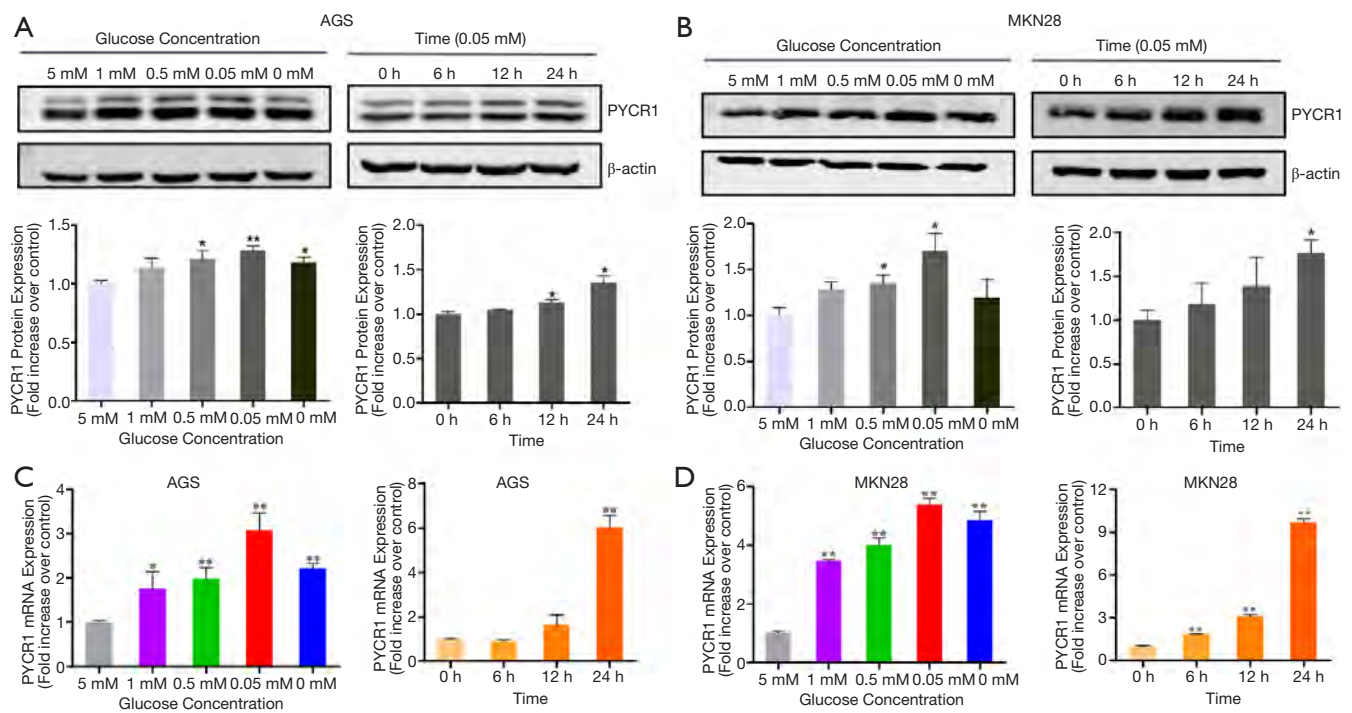 A
AGS
Glucose Concentration
Time (0.05 mM)
5 mM 1 mM 0.5 mM 0.05 mM 0 mM
0 h 6 h 12 h 24 h
PYCR1
β-actin
PYCR1 Protein Expression
(Fold increase over control)
1.5
1.0
0.5
0.0
* ** *
5 mM 1 mM 0.5 mM 0.05 mM 0 mM
Glucose Concentration
PYCR1 Protein Expression
(Fold increase over control)
2.0
1.5
1.0
0.5
0.0
* *
0 h 6 h 12 h 24 h
Time
B
MKN28
Glucose Concentration
Time (0.05 mM)
5 mM 1 mM 0.5 mM 0.05 mM 0 mM
0 h 6 h 12 h 24 h
PYCR1
β-actin
PYCR1 Protein Expression
(Fold increase over control)
2.0
1.5
1.0
0.5
0.0
* *
5 mM 1 mM 0.5 mM 0.05 mM 0 mM
Glucose Concentration
PYCR1 Protein Expression
(Fold increase over control)
2.0
1.5
1.0
0.5
0.0
*
0 h 6 h 12 h 24 h
Time
C
AGS
PYCR1 mRNA Expression
(Fold increase over control)
4
3
2
1
0
* ** ** **
5 mM 1 mM 0.5 mM 0.05 mM 0 mM
Glucose Concentration
AGS
PYCR1 mRNA Expression
(Fold increase over control)
8
6
4
2
0
**
0 h 6 h 12 h 24 h
Time
D
MKN28
PYCR1 mRNA Expression
(Fold increase over control)
6
4
2
0
** ** ** **
5 mM 1 mM 0.5 mM 0.05 mM 0 mM
Glucose Concentration
MKN28
PYCR1 mRNA Expression
(Fold increase over control)
12
9
6
3
0
** ** **
0 h 6 h 12 h 24 h
Time